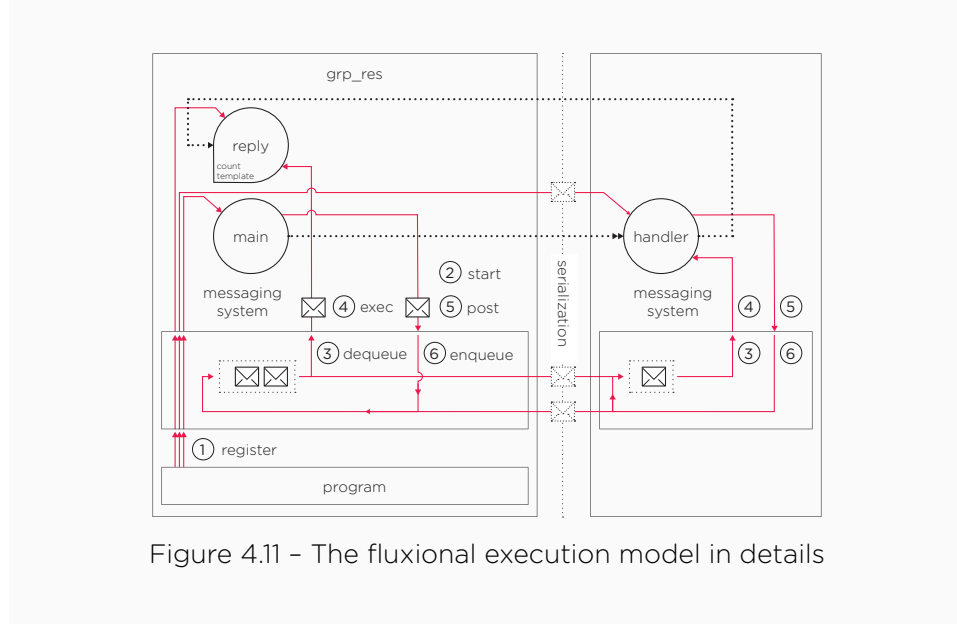 grp_res
reply
count
template
main
handler
② start
messaging
system
④ exec
⑤ post
serialization
messaging
system
④
⑤
③ dequeue
⑥ enqueue
③
⑥
① register
program
Figure 4.11 – The fluxional execution model in details